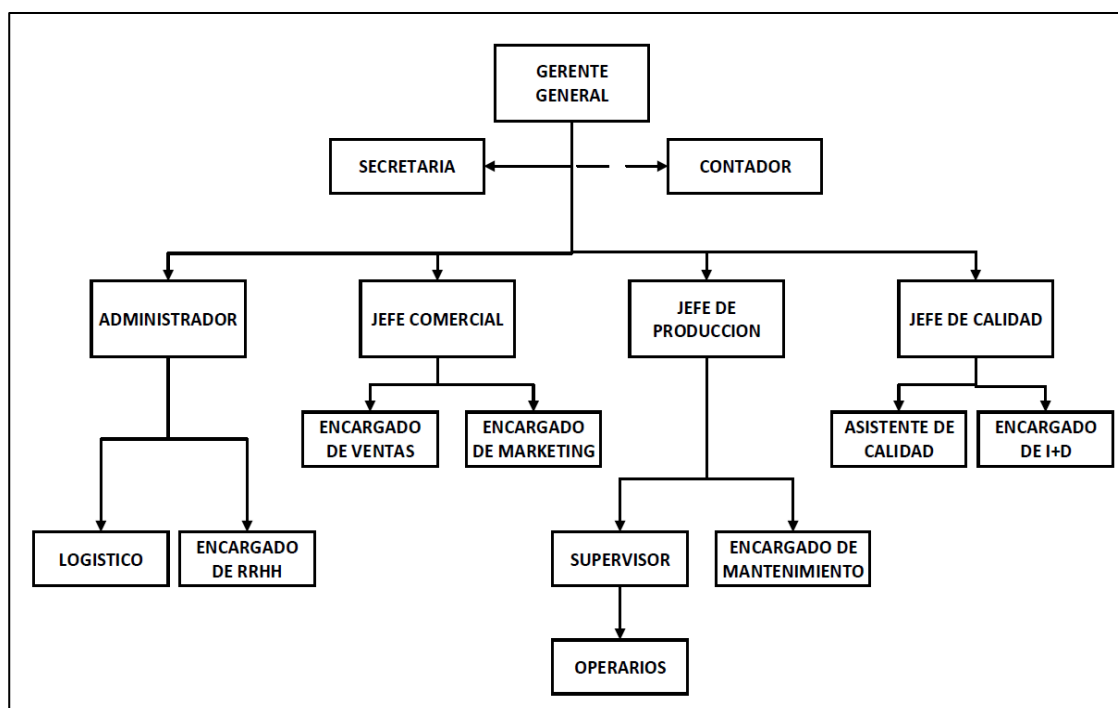 GERENTE
GENERAL
SECRETARIA
CONTADOR
ADMINISTRADOR
JEFE COMERCIAL
JEFE DE
PRODUCCION
JEFE DE CALIDAD
ENCARGADO
DE VENTAS
ENCARGADO
DE MARKETING
ASISTENTE DE
CALIDAD
ENCARGADO
DE I+D
LOGISTICO
ENCARGADO
DE RRHH
SUPERVISOR
ENCARGADO DE
MANTENIMIENTO
OPERARIOS